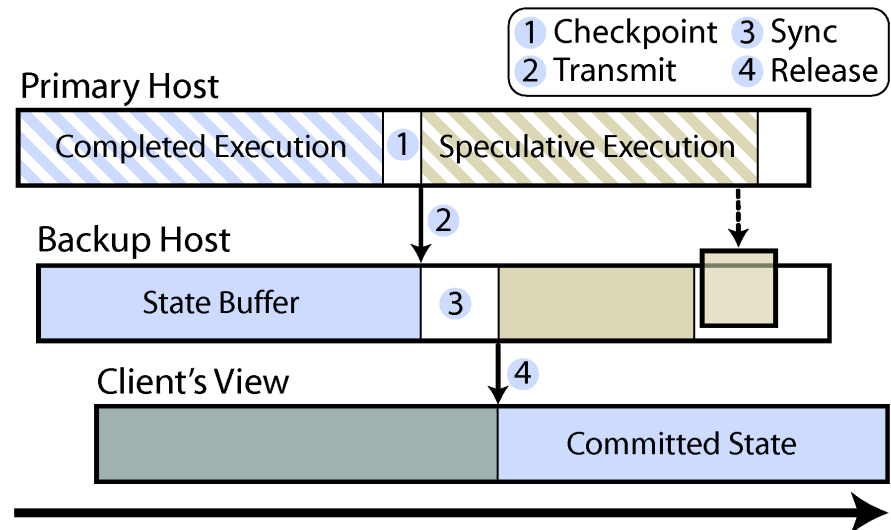 1 Checkpoint 3 Sync
2 Transmit 4 Release
Primary Host
Completed Execution 1 Speculative Execution
2
Backup Host
State Buffer 3
4
Client's View
Committed State